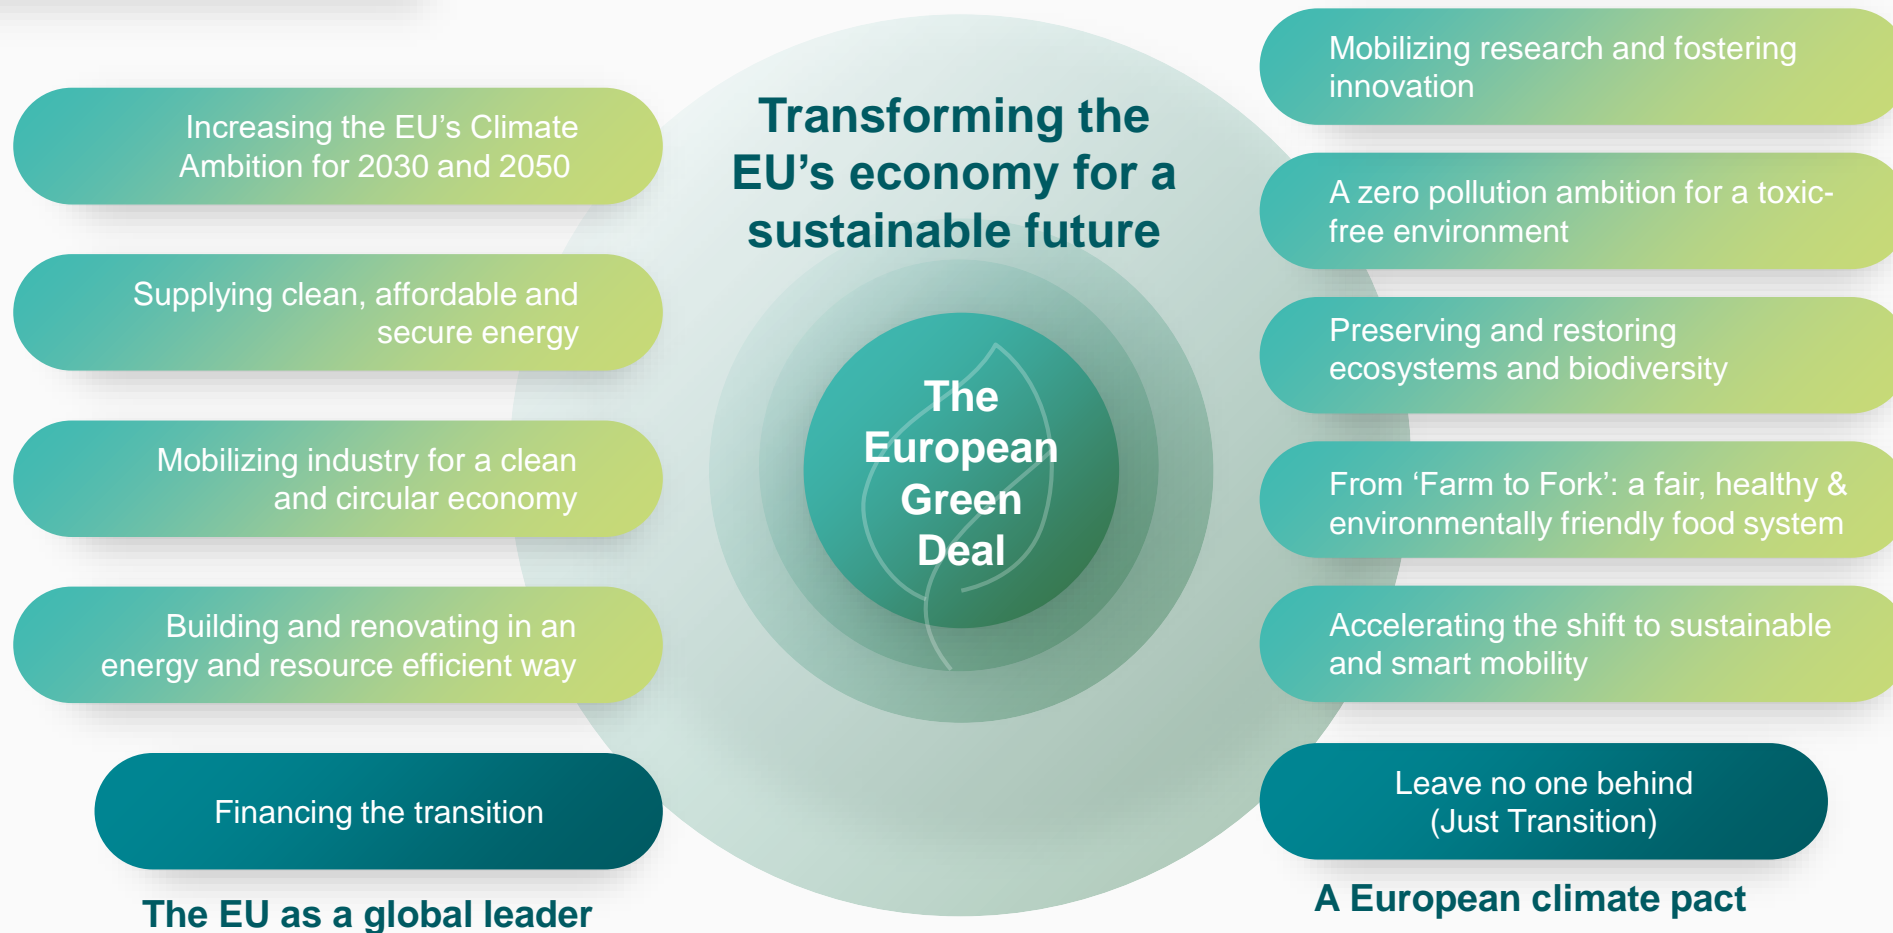 Transforming the
EU’s economy for a
sustainable future
Increasing the EU’s Climate
Ambition for 2030 and 2050
Supplying clean, affordable and
secure energy
Mobilizing industry for a clean
and circular economy
Building and renovating in an
energy and resource efficient way
Financing the transition
The EU as a global leader
The
European
Green
Deal
Mobilizing research and fostering
innovation
A zero pollution ambition for a toxic-
free environment
Preserving and restoring
ecosystems and biodiversity
From ‘Farm to Fork’: a fair, healthy &
environmentally friendly food system
Accelerating the shift to sustainable
and smart mobility
Leave no one behind
(Just Transition)
A European climate pact